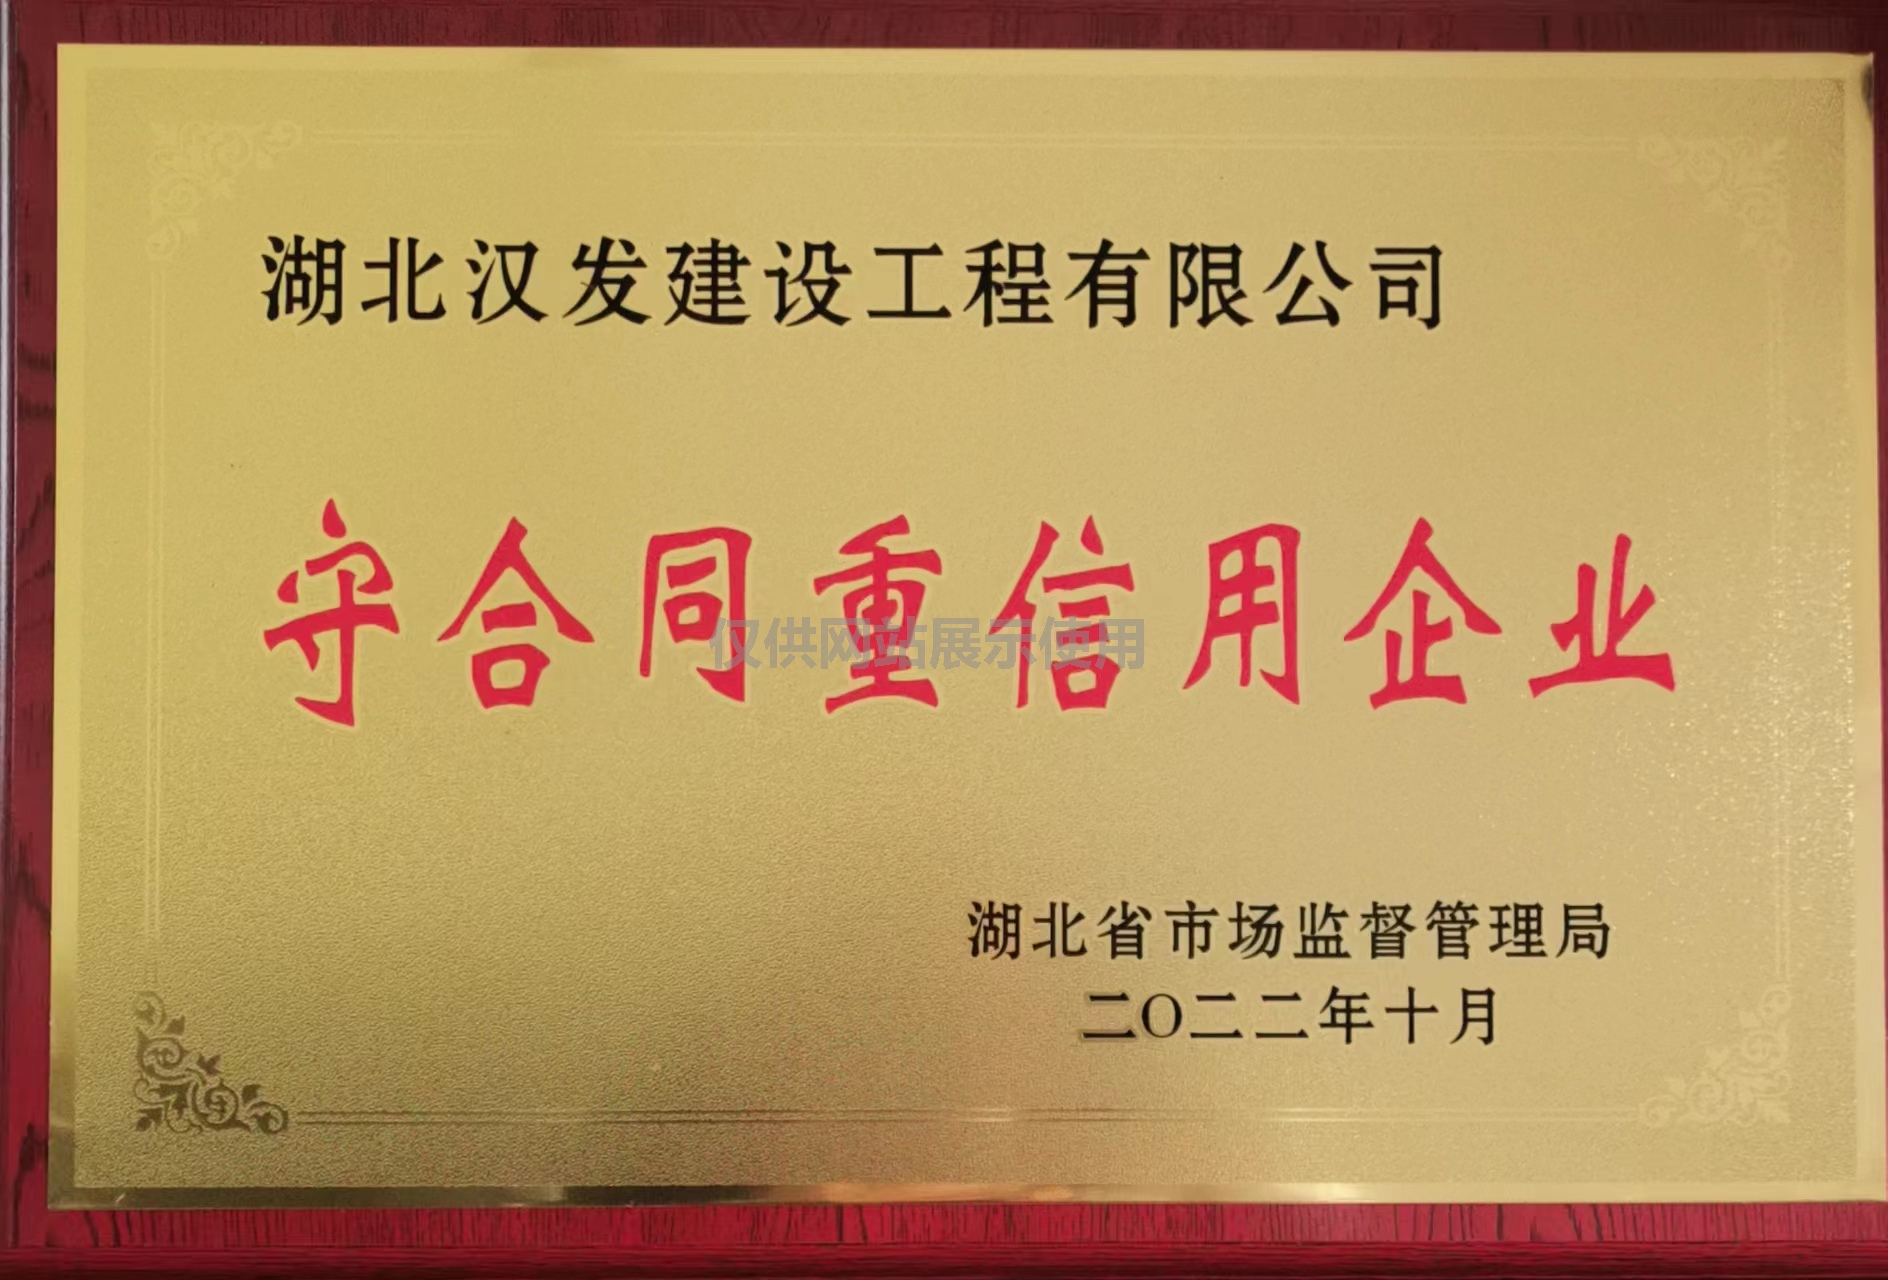 湖北汉发建设工程有限公司
守合同重信用企业
仅供网站展示使用
湖北省市场监督管理局
二〇二二年十月